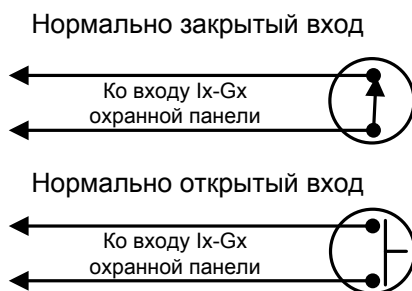 Нормально закрытый вход
Ко входу Ix-Gx
охранной панели
Нормально открытый вход
Ко входу Ix-Gx
охранной панели